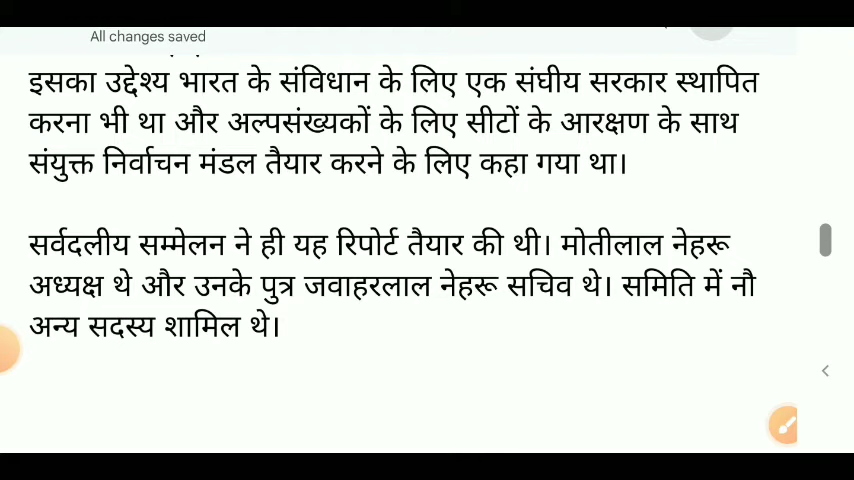 All changes saved
इसका उद्देश्य भारत के संविधान के लिए एक संघीय सरकार स्थापित
करना भी था और अल्पसंख्यकों के लिए सीटों के आरक्षण के साथ
संयुक्त निर्वाचन मंडल तैयार करने के लिए कहा गया था।
सर्वदलीय सम्मेलन ने ही यह रिपोर्ट तैयार की थी। मोतीलाल नेहरू
अध्यक्ष थे और उनके पुत्र जवाहरलाल नेहरू सचिव थे। समिति में नौ
अन्य सदस्य शामिल थे।